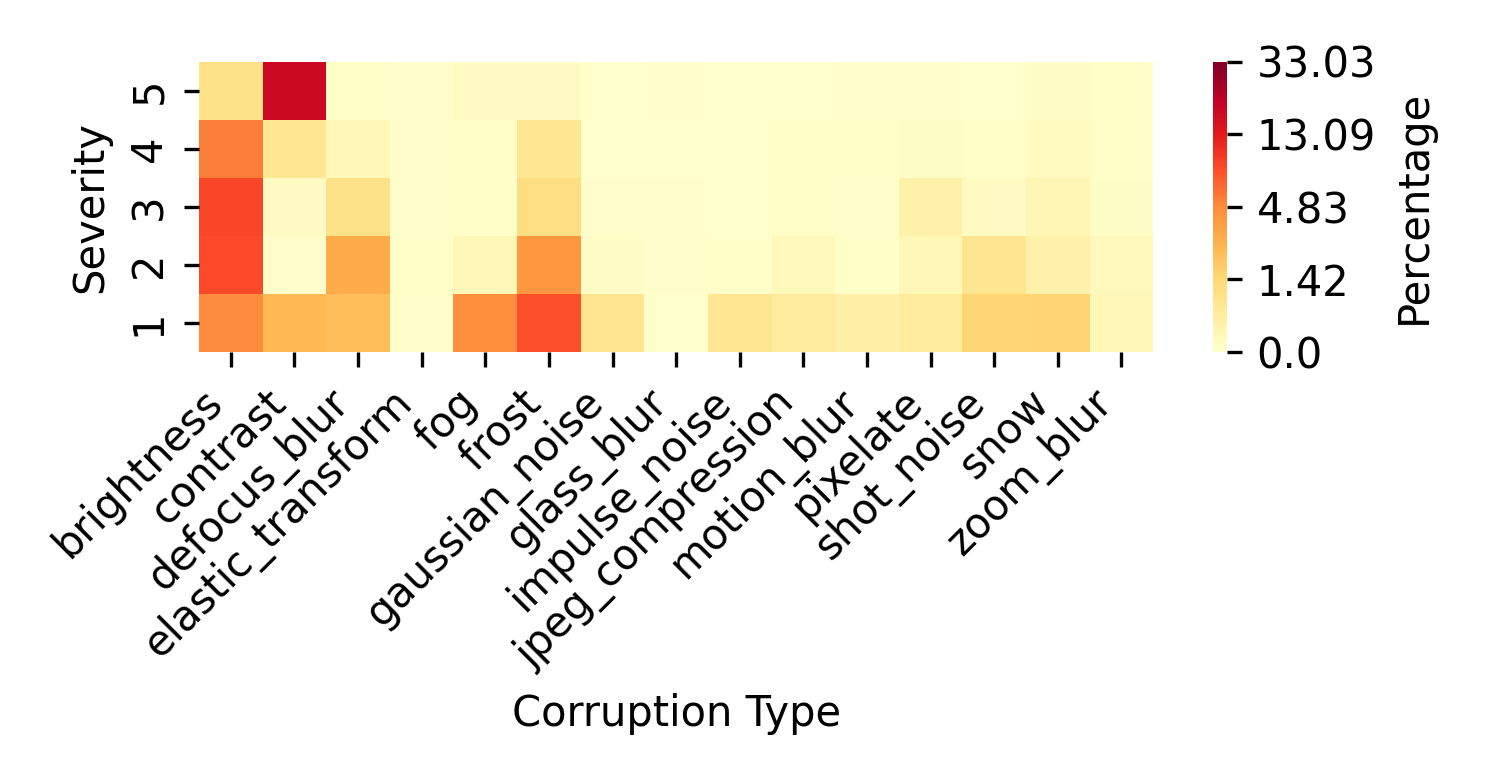 Severity
5
4
3
2
1
brightness
contrast
defocus_blur
elastic_transform
fog
frost
gaussian_noise
glass_blur
impulse_noise
jpeg_compression
motion_blur
pixelate
shot_noise
snow
zoom_blur
Corruption Type
33.03
13.09
4.83
1.42
0.0
Percentage